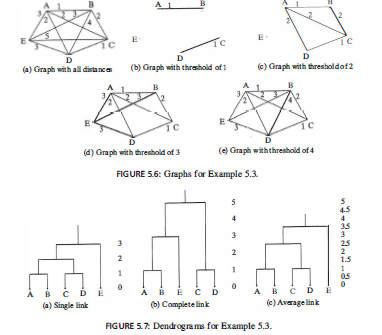 A 1 B
3 2 2 3 2
4
E 5 1 C
3 2
D
(a) Graph with all distances
A 1 B
E
1 C
D
(b) Graph with threshold of 1
A 1 B
2 2 2
E
1 C
D
(c) Graph with threshold of 2
A 1 B
3 2 2 3 2
E 1 C
3
D
(d) Graph with threshold of 3
A 1 B
3 2 2 3 2
4
E 1 C
3
D
(e) Graph with threshold of 4
FIGURE 5.6: Graphs for Example 5.3.
3
2
1
0
A B C D E
(a) Single link
5
4
3
2
1
0
A B E C D
(b) Complete link
5
4.5
4
3.5
3
2.5
2
1.5
1
0.5
0
A B C D E
(c) Average link
FIGURE 5.7: Dendrograms for Example 5.3.